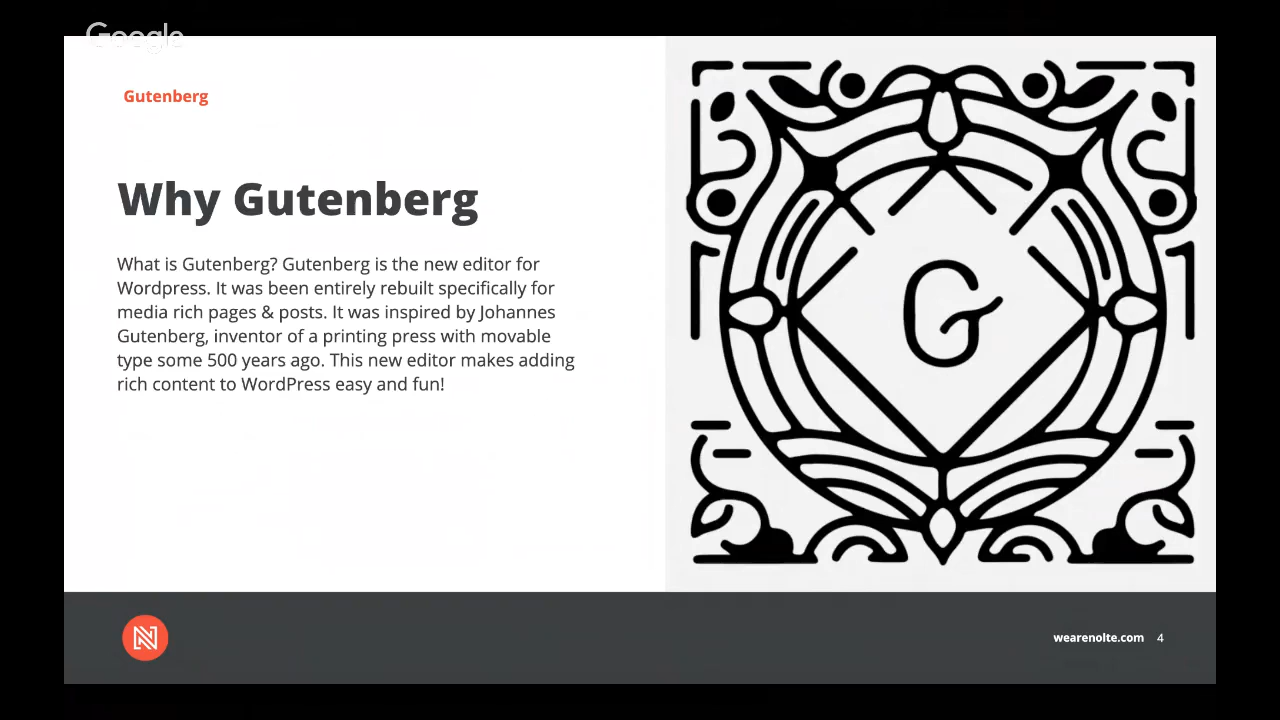 Google
Gutenberg
Why Gutenberg
What is Gutenberg? Gutenberg is the new editor for
Wordpress. It was been entirely rebuilt specifically for
media rich pages & posts. It was inspired by Johannes
Gutenberg, inventor of a printing press with movable
type some 500 years ago. This new editor makes adding
rich content to WordPress easy and fun!
G
N
wearenolte.com 4